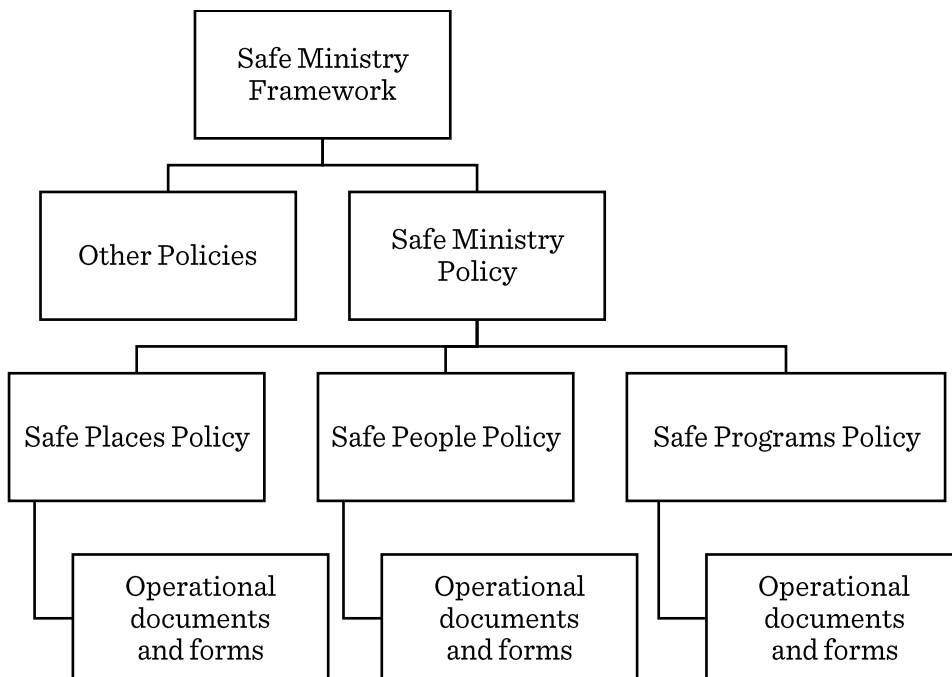 Safe Ministry
Framework
Other Policies
Safe Ministry
Policy
Safe Places Policy
Safe People Policy
Safe Programs Policy
Operational
documents
and forms
Operational
documents
and forms
Operational
documents
and forms